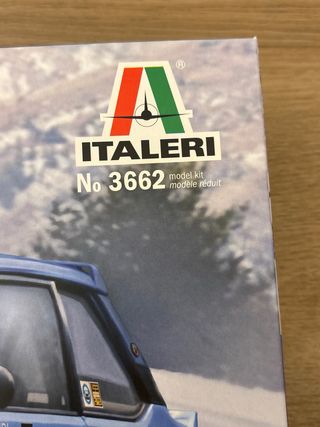 ®
ITALERI
No 3662 model kit
modèle réduit